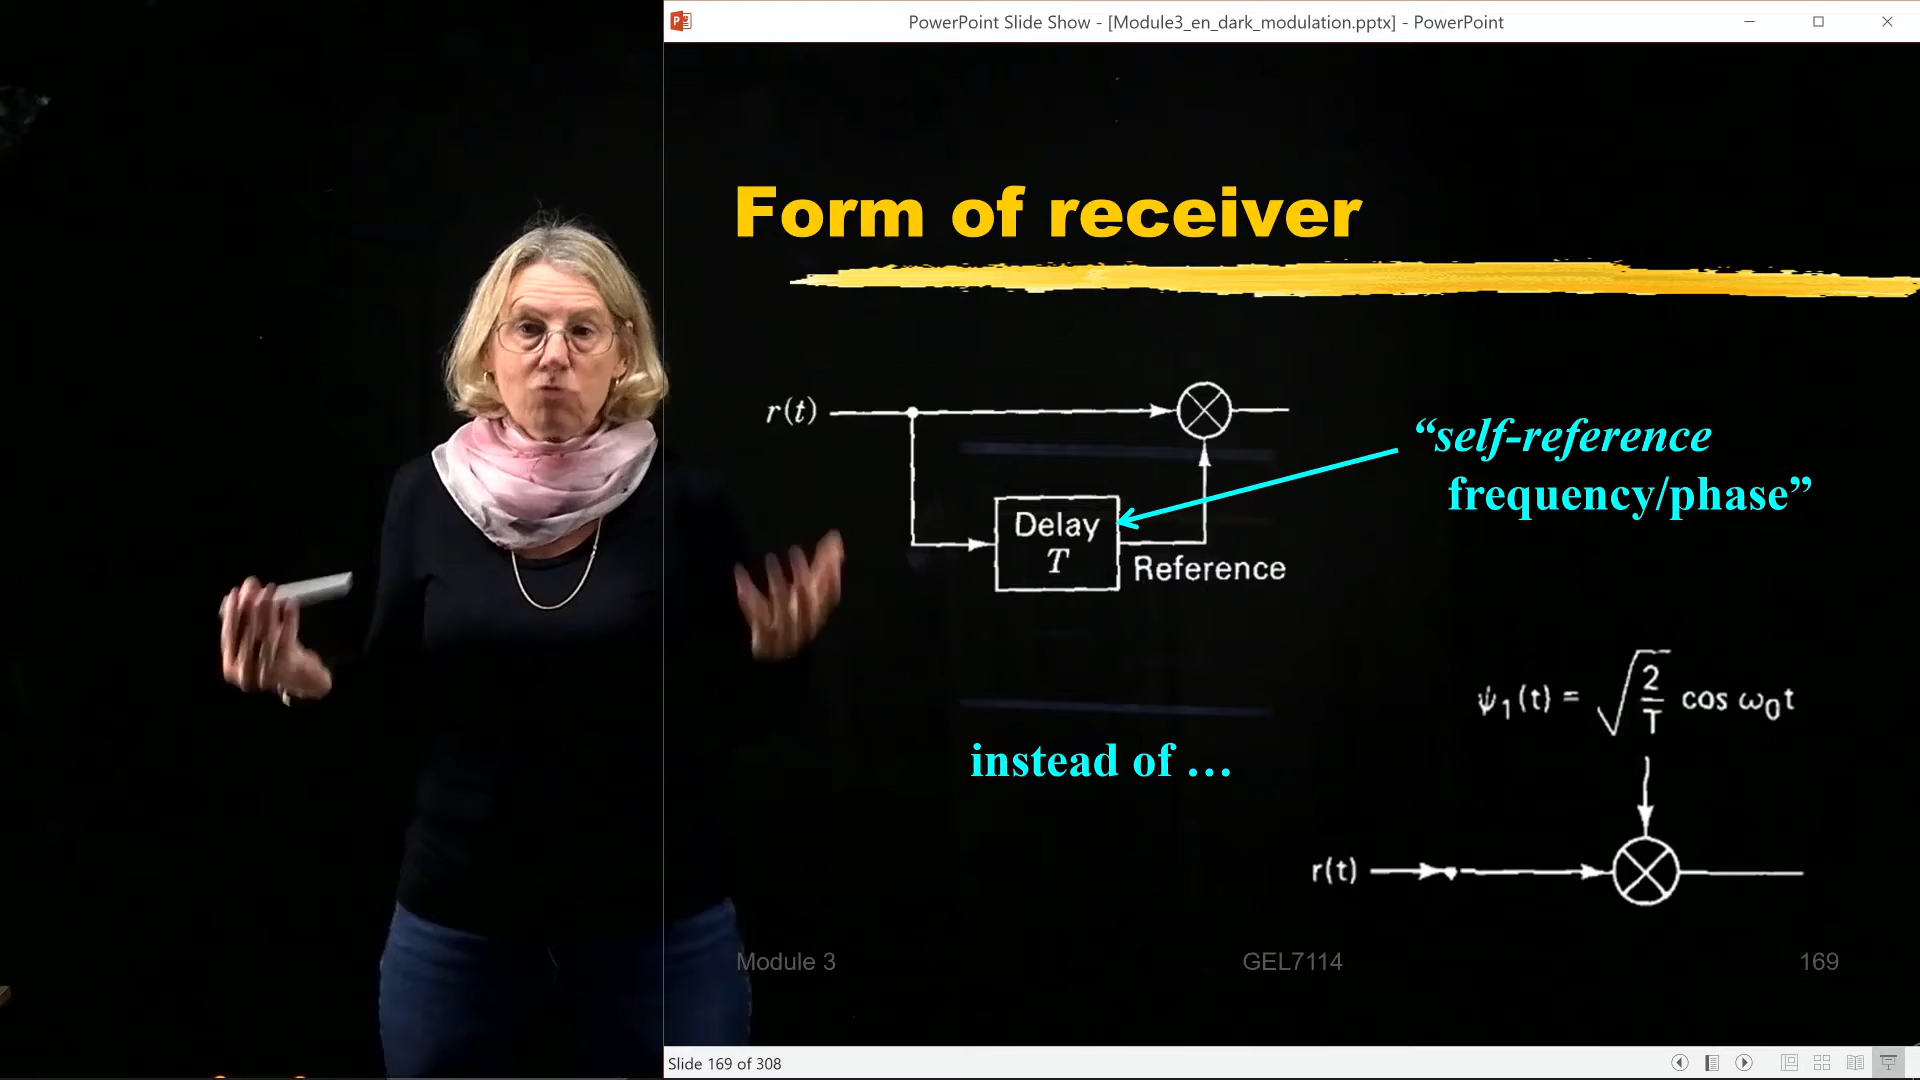 PowerPoint Slide Show - [Module3_en_dark_modulation.pptx] - PowerPoint
Form of receiver
r(t)
“self-reference
frequency/phase”
Delay
T
Reference
ψ₁(t) = √(2/T) cos ω₀t
instead of …
r(t)
Module 3
GEL7114
169
Slide 169 of 308